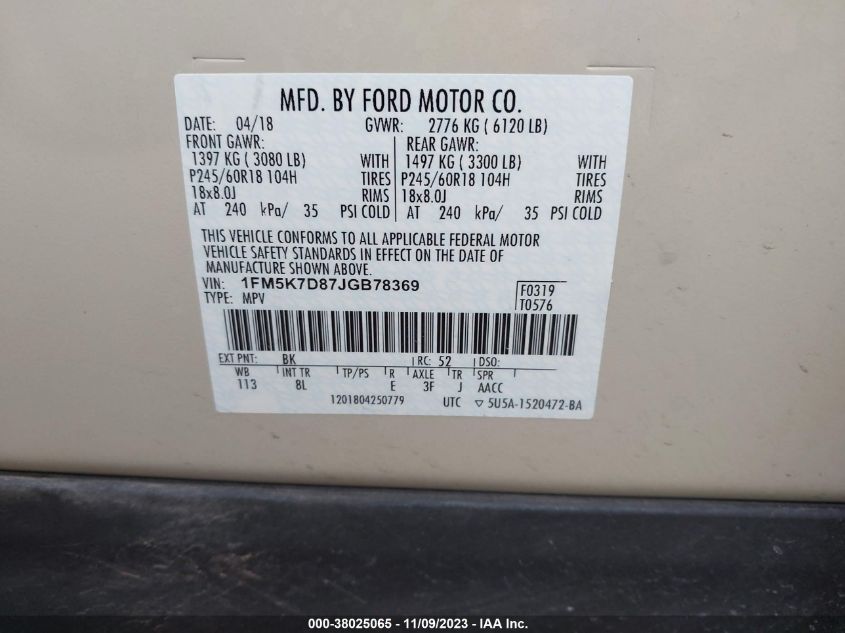 MFD. BY FORD MOTOR CO.
DATE: 04/18 GVWR: 2776 KG ( 6120 LB)
FRONT GAWR: REAR GAWR:
1397 KG ( 3080 LB) WITH 1497 KG ( 3300 LB) WITH
P245/60R18 104H TIRES P245/60R18 104H TIRES
18x8.0J RIMS 18x8.0J RIMS
AT 240 kPa/ 35 PSI COLD AT 240 kPa/ 35 PSI COLD
THIS VEHICLE CONFORMS TO ALL APPLICABLE FEDERAL MOTOR
VEHICLE SAFETY STANDARDS IN EFFECT ON THE DATE OF
MANUFACTURE SHOWN ABOVE.
VIN: 1FM5K7D87JGB78369 F0319
TYPE: MPV T0576
EXT PNT: BK RC: 52 DSO:
WB INT TR TP/PS R AXLE TR SPR
113 8L E 3F J AACC
1201804250779 UTC ▽ 5U5A-1520472-BA
000-38025065 - 11/09/2023 - IAA Inc.